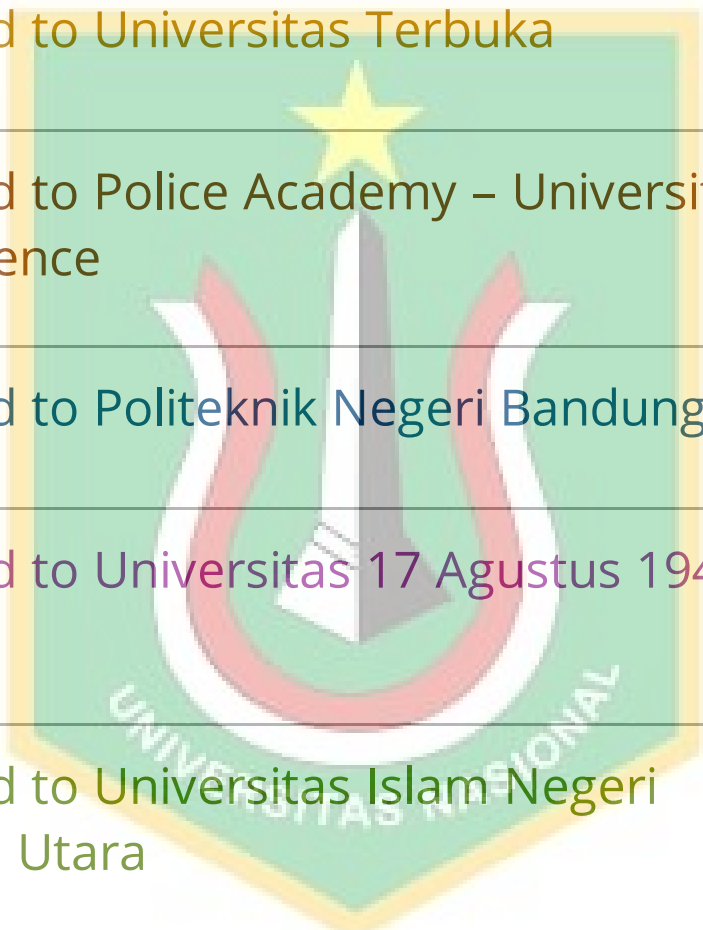 d to Universitas Terbuka
d to Police Academy – Universi
ence
d to Politeknik Negeri Bandung
d to Universitas 17 Agustus 194
d to Universitas Islam Negeri
Utara
UNIVERSITAS NASIONAL